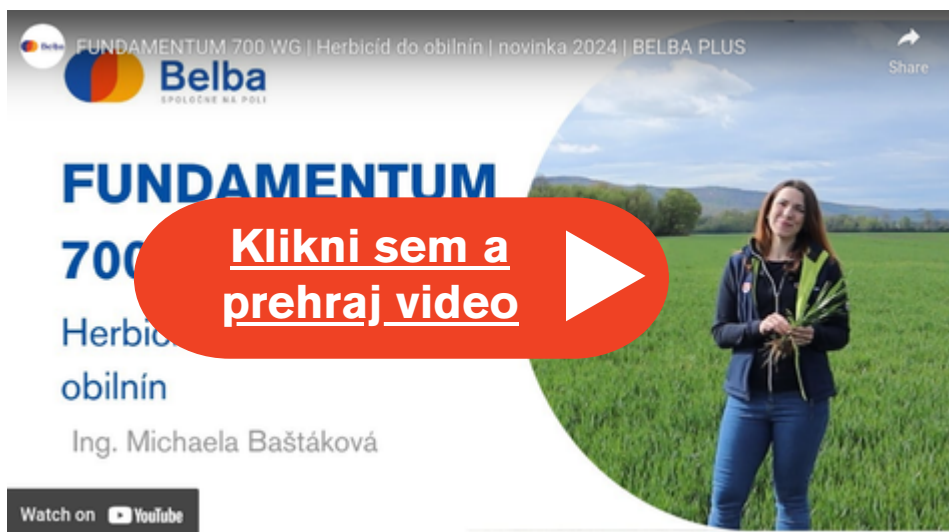 Belba
FUNDAMENTUM 700 WG | Herbicíd do obilnín | novinka 2024 | BELBA PLUS
Share
Belba
SPOLOČNE NA POLI
FUNDAMENTUM
700
Klikni sem a
prehraj video
obilnín
Ing. Michaela Baštáková
Watch on YouTube